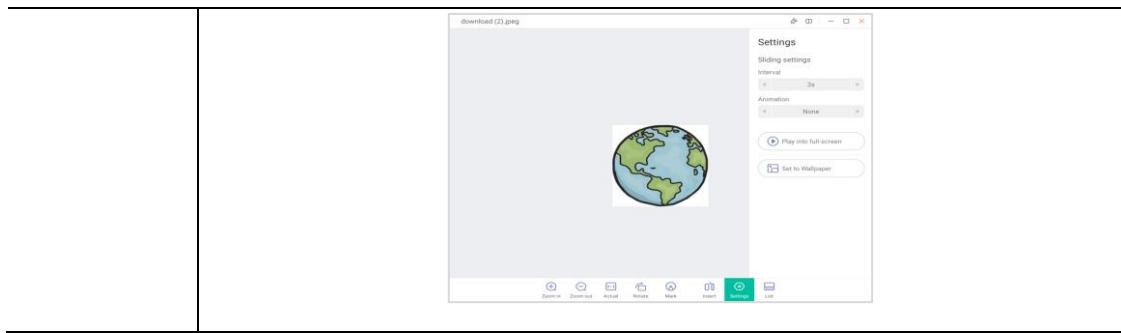 download (2).jpeg
Settings
Sliding settings
Interval
3s
Animation
None
Play into full-screen
Set to Wallpaper
Zoom in Zoom out Actual Rotate Mark Insert Settings List